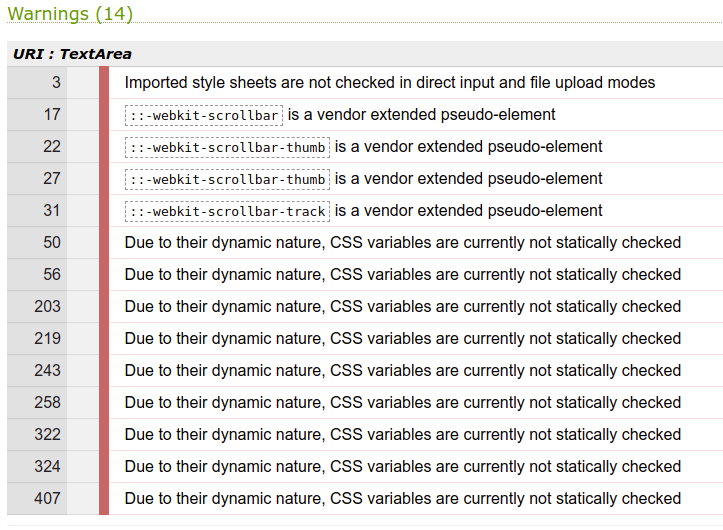 Warnings (14)
URI : TextArea
3 Imported style sheets are not checked in direct input and file upload modes
17 ::-webkit-scrollbar is a vendor extended pseudo-element
22 ::-webkit-scrollbar-thumb is a vendor extended pseudo-element
27 ::-webkit-scrollbar-thumb is a vendor extended pseudo-element
31 ::-webkit-scrollbar-track is a vendor extended pseudo-element
50 Due to their dynamic nature, CSS variables are currently not statically checked
56 Due to their dynamic nature, CSS variables are currently not statically checked
203 Due to their dynamic nature, CSS variables are currently not statically checked
219 Due to their dynamic nature, CSS variables are currently not statically checked
243 Due to their dynamic nature, CSS variables are currently not statically checked
258 Due to their dynamic nature, CSS variables are currently not statically checked
322 Due to their dynamic nature, CSS variables are currently not statically checked
324 Due to their dynamic nature, CSS variables are currently not statically checked
407 Due to their dynamic nature, CSS variables are currently not statically checked